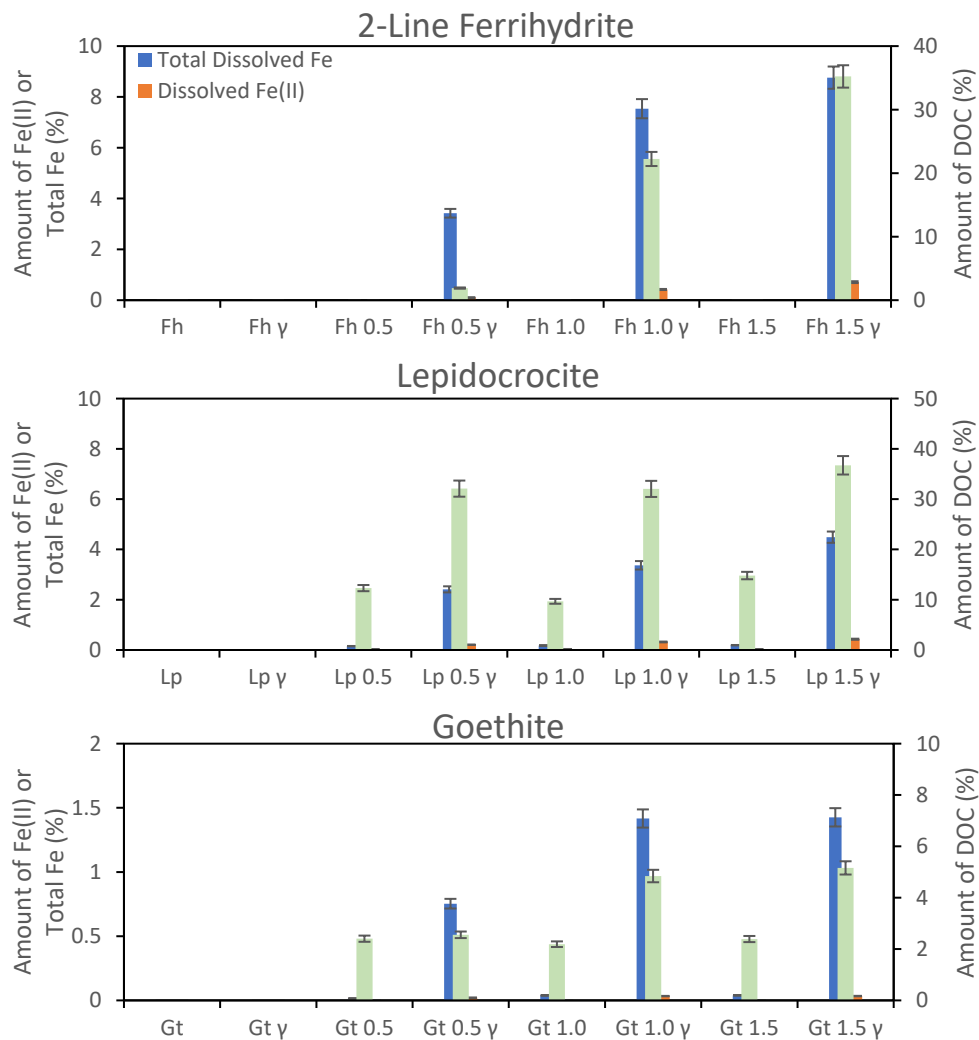 2-Line Ferrihydrite
Amount of Fe(II) or
Total Fe (%)
10
8
6
4
2
0
Total Dissolved Fe
Dissolved Fe(II)
40
30
20
10
0
Amount of DOC (%)
Fh Fh γ Fh 0.5 Fh 0.5 γ Fh 1.0 Fh 1.0 γ Fh 1.5 Fh 1.5 γ
Lepidocrocite
Amount of Fe(II) or
Total Fe (%)
10
8
6
4
2
0
50
40
30
20
10
0
Amount of DOC (%)
Lp Lp γ Lp 0.5 Lp 0.5 γ Lp 1.0 Lp 1.0 γ Lp 1.5 Lp 1.5 γ
Goethite
Amount of Fe(II) or
Total Fe (%)
2
1.5
1
0.5
0
10
8
6
4
2
0
Amount of DOC (%)
Gt Gt γ Gt 0.5 Gt 0.5 γ Gt 1.0 Gt 1.0 γ Gt 1.5 Gt 1.5 γ